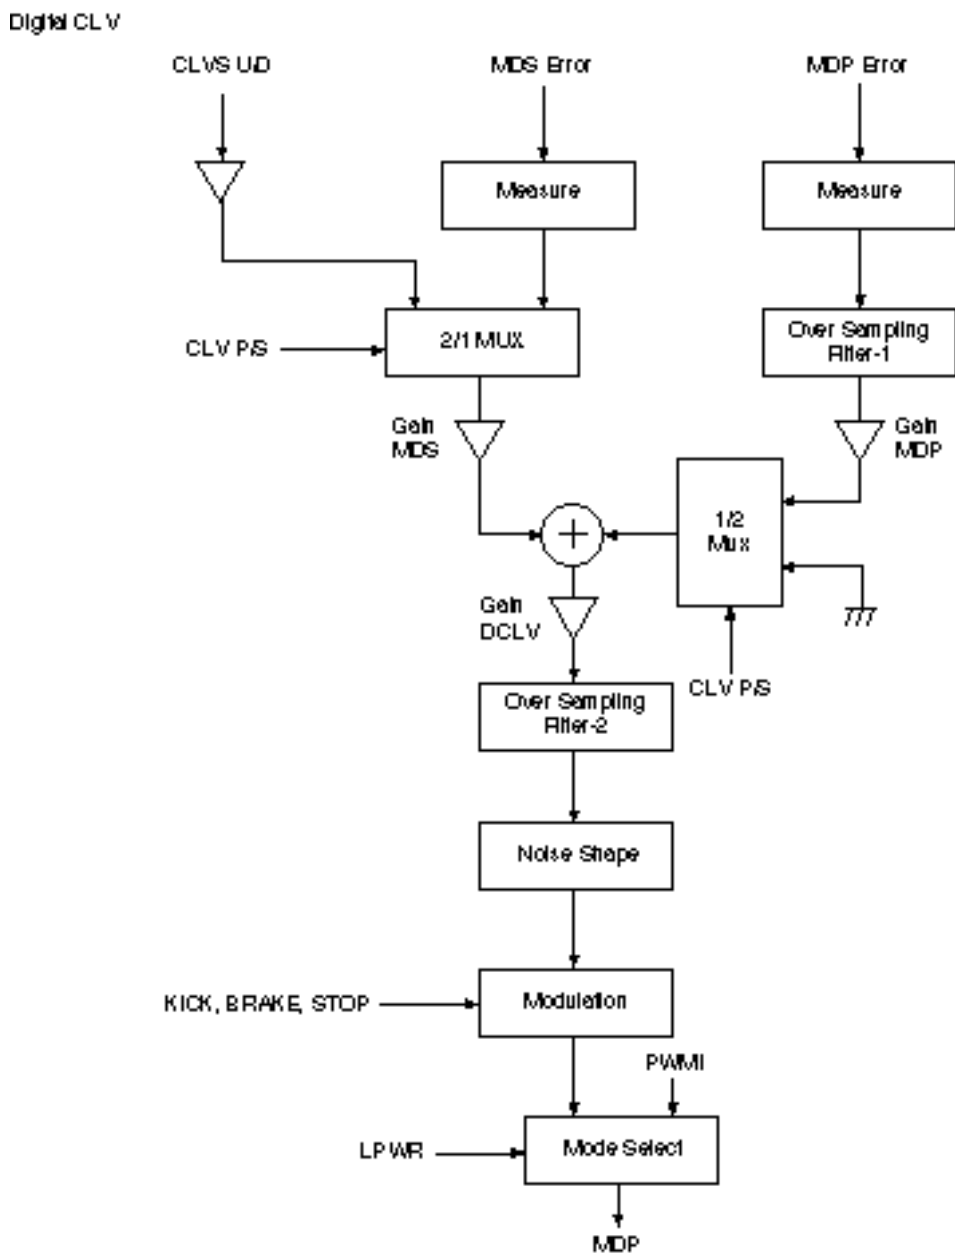 Digital CLV
CLVS U/D
MDS Error
MDP Error
Measure
Measure
2/1 MUX
Over Sampling
Filter-1
CLV P/S
Gain
MDS
Gain
MDP
1/2
Mux
Gain
DCLV
CLV P/S
Over Sampling
Filter-2
Noise Shape
KICK, BRAKE, STOP
Modulation
PWMI
LPWR
Mode Select
MDP